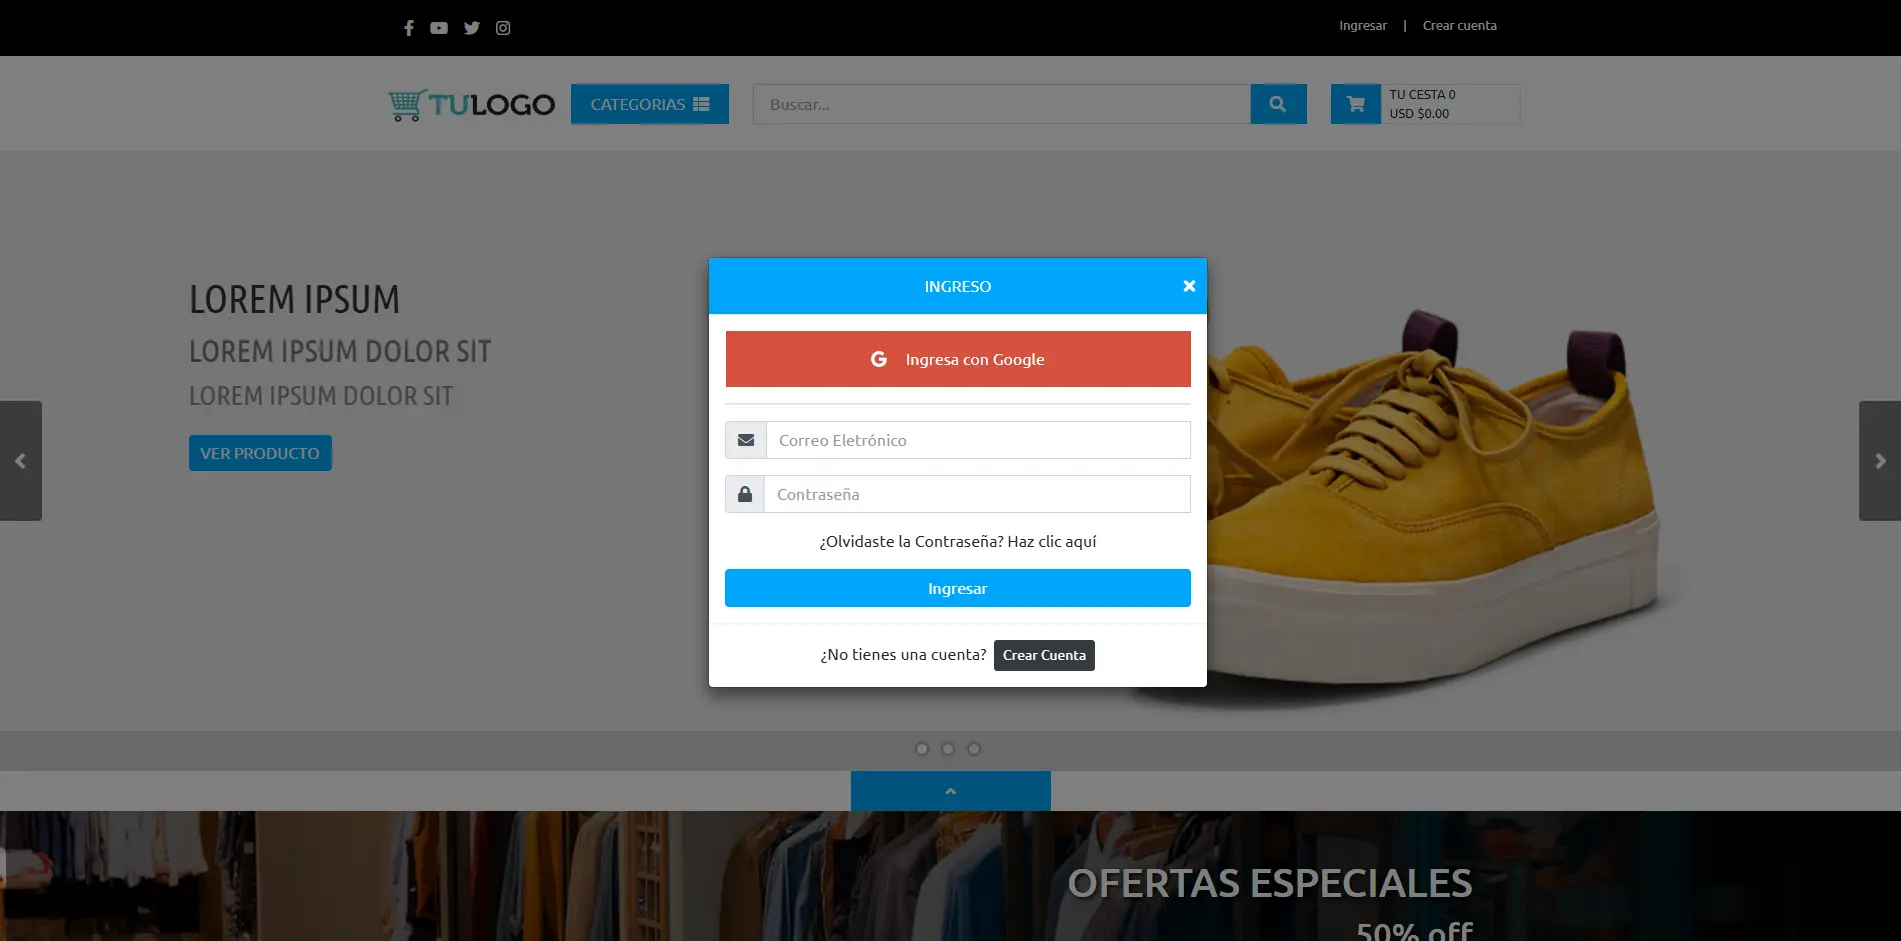 Ingresar | Crear cuenta
TULOGO
CATEGORIAS
Buscar...
TU CESTA 0
USD $0.00
LOREM IPSUM
LOREM IPSUM DOLOR SIT
LOREM IPSUM DOLOR SIT
VER PRODUCTO
INGRESO
Ingresa con Google
Correo Eletrónico
Contraseña
¿Olvidaste la Contraseña? Haz clic aquí
Ingresar
¿No tienes una cuenta? Crear Cuenta
OFERTAS ESPECIALES
50% off